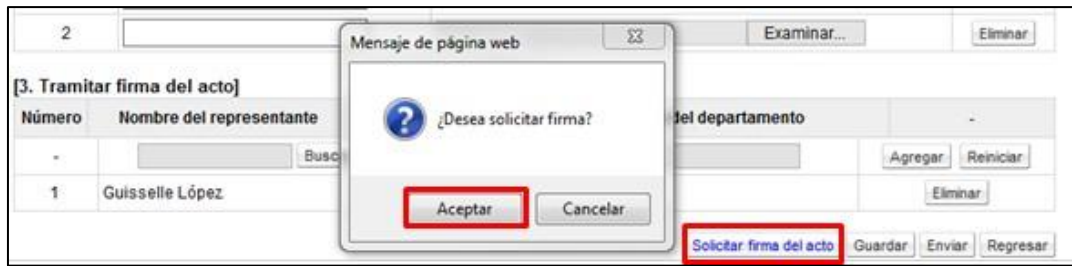 2 Examinar... Eliminar
Mensaje de página web
[3. Tramitar firma del acto]
Número Nombre del representante del departamento -
¿Desea solicitar firma?
- Agregar Reiniciar
1 Guisselle López Eliminar
Aceptar Cancelar
Solicitar firma del acto Guardar Enviar Regresar